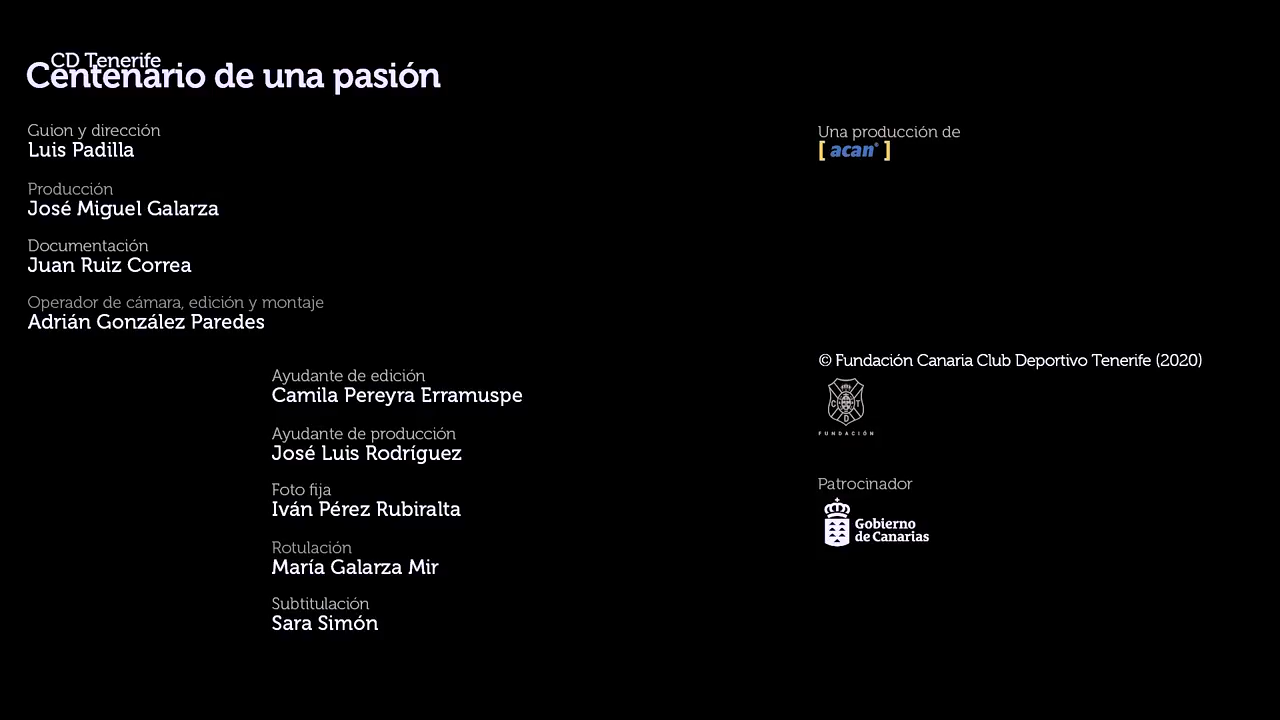 CD Tenerife
Centenario de una pasión
Guion y dirección
Luis Padilla
Producción
José Miguel Galarza
Documentación
Juan Ruiz Correa
Operador de cámara, edición y montaje
Adrián González Paredes
Ayudante de edición
Camila Pereyra Erramuspe
Ayudante de producción
José Luis Rodríguez
Foto fija
Iván Pérez Rubiralta
Rotulación
María Galarza Mir
Subtitulación
Sara Simón
Una producción de
[ acan® ]
© Fundación Canaria Club Deportivo Tenerife (2020)
C T
D
FUNDACIÓN
Patrocinador
Gobierno
de Canarias